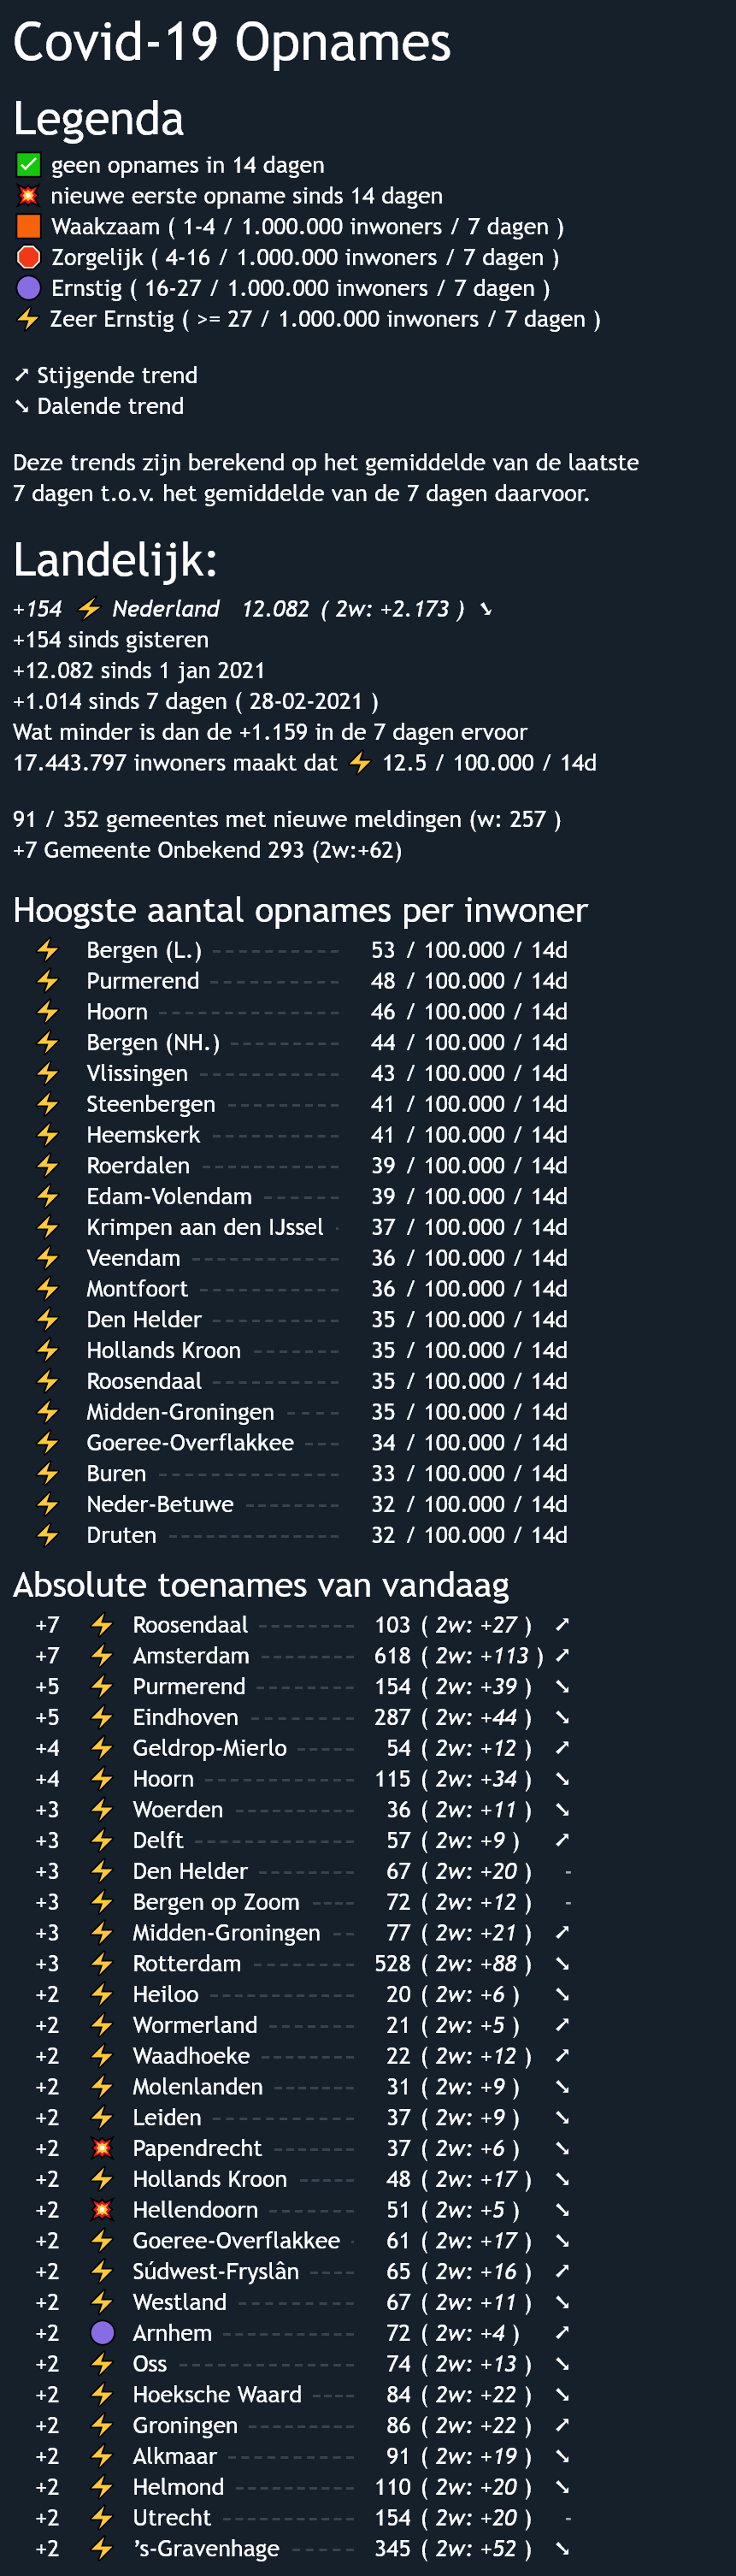 Covid-19 Opnames
Legenda
✅ geen opnames in 14 dagen
💥 nieuwe eerste opname sinds 14 dagen
🟧 Waakzaam ( 1-4 / 1.000.000 inwoners / 7 dagen )
🛑 Zorgelijk ( 4-16 / 1.000.000 inwoners / 7 dagen )
🟣 Ernstig ( 16-27 / 1.000.000 inwoners / 7 dagen )
⚡ Zeer Ernstig ( >= 27 / 1.000.000 inwoners / 7 dagen )
➚ Stijgende trend
➘ Dalende trend
Deze trends zijn berekend op het gemiddelde van de laatste
7 dagen t.o.v. het gemiddelde van de 7 dagen daarvoor.
Landelijk:
+154 ⚡ Nederland 12.082 ( 2w: +2.173 ) ➘
+154 sinds gisteren
+12.082 sinds 1 jan 2021
+1.014 sinds 7 dagen ( 28-02-2021 )
Wat minder is dan de +1.159 in de 7 dagen ervoor
17.443.797 inwoners maakt dat ⚡ 12.5 / 100.000 / 14d
91 / 352 gemeentes met nieuwe meldingen (w: 257 )
+7 Gemeente Onbekend 293 (2w:+62)
Hoogste aantal opnames per inwoner
⚡ Bergen (L.) ----------- 53 / 100.000 / 14d
⚡ Purmerend ----------- 48 / 100.000 / 14d
⚡ Hoorn --------------- 46 / 100.000 / 14d
⚡ Bergen (NH.) --------- 44 / 100.000 / 14d
⚡ Vlissingen ------------ 43 / 100.000 / 14d
⚡ Steenbergen --------- 41 / 100.000 / 14d
⚡ Heemskerk ----------- 41 / 100.000 / 14d
⚡ Roerdalen ------------ 39 / 100.000 / 14d
⚡ Edam-Volendam ------ 39 / 100.000 / 14d
⚡ Krimpen aan den IJssel - 37 / 100.000 / 14d
⚡ Veendam ------------- 36 / 100.000 / 14d
⚡ Montfoort ------------ 36 / 100.000 / 14d
⚡ Den Helder ----------- 35 / 100.000 / 14d
⚡ Hollands Kroon ------- 35 / 100.000 / 14d
⚡ Roosendaal ----------- 35 / 100.000 / 14d
⚡ Midden-Groningen ---- 35 / 100.000 / 14d
⚡ Goeree-Overflakkee --- 34 / 100.000 / 14d
⚡ Buren --------------- 33 / 100.000 / 14d
⚡ Neder-Betuwe -------- 32 / 100.000 / 14d
⚡ Druten -------------- 32 / 100.000 / 14d
Absolute toenames van vandaag
+7 ⚡ Roosendaal -------- 103 ( 2w: +27 ) ➚
+7 ⚡ Amsterdam -------- 618 ( 2w: +113 ) ➚
+5 ⚡ Purmerend --------- 154 ( 2w: +39 ) ➘
+5 ⚡ Eindhoven --------- 287 ( 2w: +44 ) ➘
+4 ⚡ Geldrop-Mierlo ----- 54 ( 2w: +12 ) ➚
+4 ⚡ Hoorn ------------- 115 ( 2w: +34 ) ➘
+3 ⚡ Woerden ---------- 36 ( 2w: +11 ) ➘
+3 ⚡ Delft -------------- 57 ( 2w: +9 ) ➚
+3 ⚡ Den Helder -------- 67 ( 2w: +20 ) -
+3 ⚡ Bergen op Zoom ---- 72 ( 2w: +12 ) -
+3 ⚡ Midden-Groningen -- 77 ( 2w: +21 ) ➚
+3 ⚡ Rotterdam --------- 528 ( 2w: +88 ) ➘
+2 ⚡ Heiloo ------------ 20 ( 2w: +6 ) ➘
+2 ⚡ Wormerland -------- 21 ( 2w: +5 ) ➚
+2 ⚡ Waadhoeke -------- 22 ( 2w: +12 ) ➚
+2 ⚡ Molenlanden ------- 31 ( 2w: +9 ) ➘
+2 ⚡ Leiden ------------ 37 ( 2w: +9 ) ➘
+2 💥 Papendrecht ------- 37 ( 2w: +6 ) ➘
+2 ⚡ Hollands Kroon ----- 48 ( 2w: +17 ) ➘
+2 💥 Hellendoorn ------- 51 ( 2w: +5 ) ➘
+2 ⚡ Goeree-Overflakkee - 61 ( 2w: +17 ) ➘
+2 ⚡ Súdwest-Fryslân ---- 65 ( 2w: +16 ) ➚
+2 ⚡ Westland ---------- 67 ( 2w: +11 ) ➘
+2 🟣 Arnhem ----------- 72 ( 2w: +4 ) ➚
+2 ⚡ Oss --------------- 74 ( 2w: +13 ) ➘
+2 ⚡ Hoeksche Waard ---- 84 ( 2w: +22 ) ➘
+2 ⚡ Groningen --------- 86 ( 2w: +22 ) ➚
+2 ⚡ Alkmaar ----------- 91 ( 2w: +19 ) ➘
+2 ⚡ Helmond ---------- 110 ( 2w: +20 ) ➘
+2 ⚡ Utrecht ----------- 154 ( 2w: +20 ) -
+2 ⚡ 's-Gravenhage ------ 345 ( 2w: +52 ) ➘